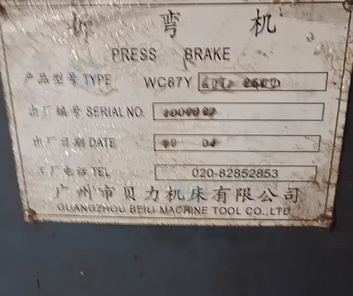 折 弯 机
PRESS BRAKE
产品型号 TYPE WC67Y
出厂编号 SERIAL NO.
出厂日期 DATE
工厂电话 TEL 020-82852853
广州市贝力机床有限公司
GUANGZHOU BEILI MACHINE TOOL CO.,LTD